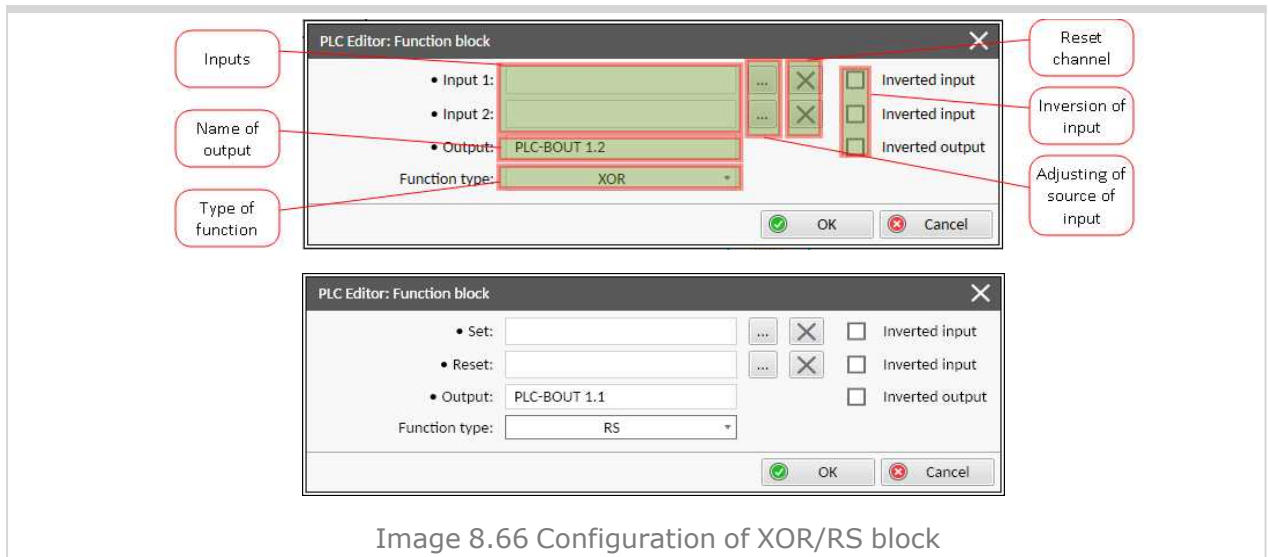 PLC Editor: Function block
Inputs
Reset
channel
• Input 1:
...
Inverted input
• Input 2:
...
Inverted input
Inversion of
input
Name of
output
• Output:
PLC-BOUT 1.2
Inverted output
Function type:
XOR
Adjusting of
source of
input
Type of
function
OK
Cancel
PLC Editor: Function block
• Set:
...
Inverted input
• Reset:
...
Inverted input
• Output:
PLC-BOUT 1.1
Inverted output
Function type:
RS
OK
Cancel
Image 8.66 Configuration of XOR/RS block